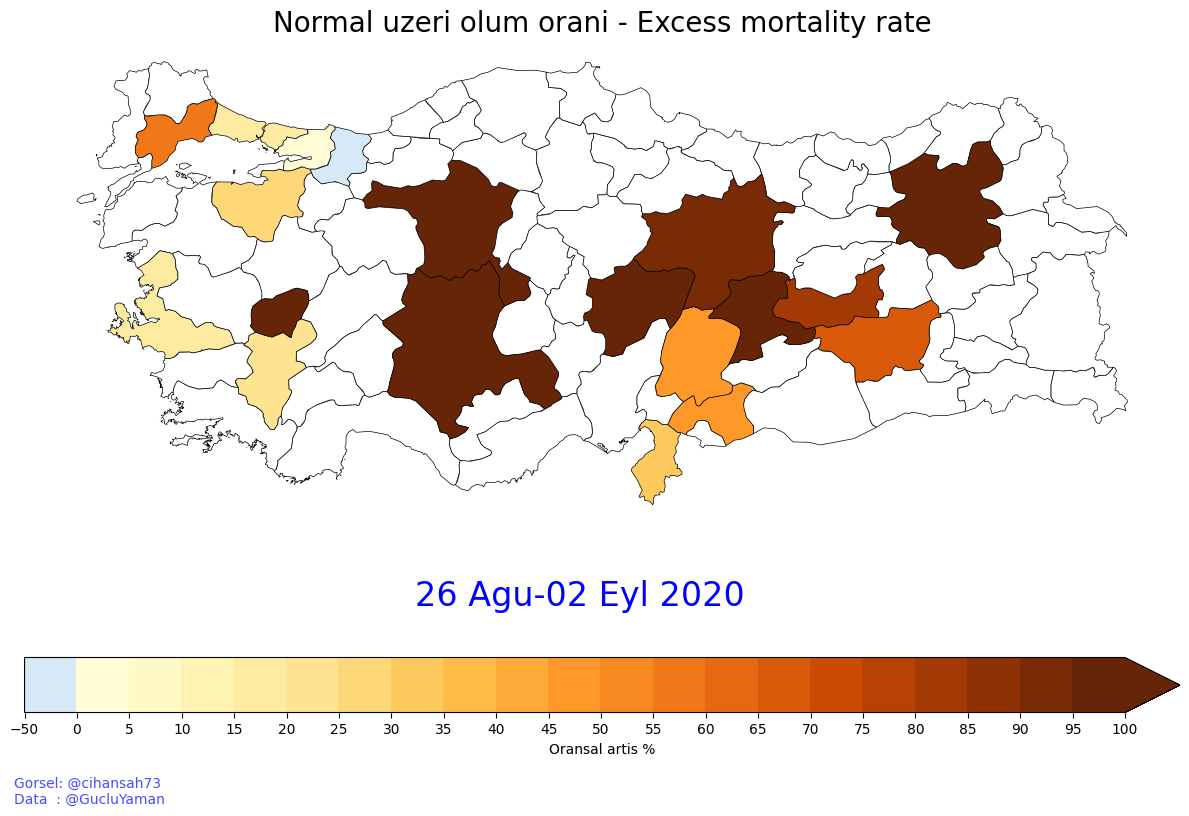 Normal uzeri olum orani - Excess mortality rate
26 Agu-02 Eyl 2020
−50 0 5 10 15 20 25 30 35 40 45 50 55 60 65 70 75 80 85 90 95 100
Oransal artis %
Gorsel: @cihansah73
Data  : @GucluYaman